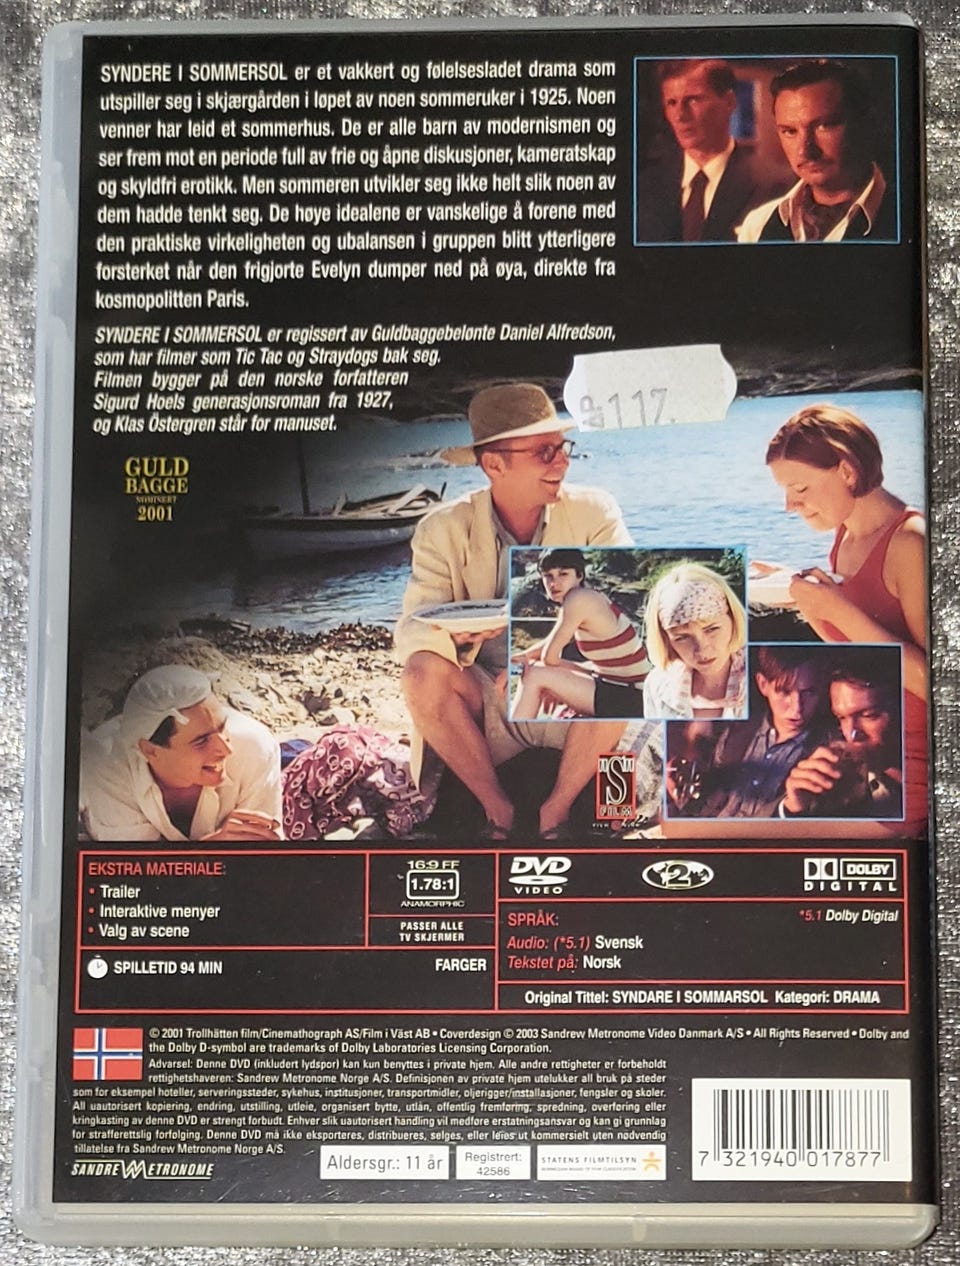 SYNDERE I SOMMERSOL er et vakkert og følelsesladet drama som
utspiller seg i skjærgården i løpet av noen sommeruker i 1925. Noen
venner har leid et sommerhus. De er alle barn av modernismen og
ser frem mot en periode full av frie og åpne diskusjoner, kameratskap
og skyldfri erotikk. Men sommeren utvikler seg ikke helt slik noen av
dem hadde tenkt seg. De høye idealene er vanskelige å forene med
den praktiske virkeligheten og ubalansen i gruppen blitt ytterligere
forsterket når den frigjorte Evelyn dumper ned på øya, direkte fra
kosmopolitten Paris.
SYNDERE I SOMMERSOL er regissert av Guldbaggebelønte Daniel Alfredson,
som har filmer som Tic Tac og Straydogs bak seg.
Filmen bygger på den norske forfatteren
Sigurd Hoels generasjonsroman fra 1927,
og Klas Östergren står for manuset.
117.
GULD
BAGGE
NOMINERT
2001
S
FILM
EKSTRA MATERIALE:
• Trailer
• Interaktive menyer
• Valg av scene
16:9 FF
1.78:1
ANAMORPHIC
PASSER ALLE
TV SKJERMER
SPILLETID 94 MIN
FARGER
DVD
VIDEO
2
DOLBY
DIGITAL
*5.1 Dolby Digital
SPRÅK:
Audio: (*5.1) Svensk
Tekstet på: Norsk
Original Tittel: SYNDARE I SOMMARSOL Kategori: DRAMA
© 2001 Trollhätten film/Cinemathograph AS/Film i Väst AB • Coverdesign © 2003 Sandrew Metronome Video Danmark A/S • All Rights Reserved • Dolby and
the Dolby D-symbol are trademarks of Dolby Laboratories Licensing Corporation.
Advarsel: Denne DVD (inkludert lydspor) kan kun benyttes i private hjem. Alle andre rettigheter er forbeholdt
rettighetshaveren: Sandrew Metronome Norge A/S. Definisjonen av private hjem utelukker all bruk på steder
som for eksempel hoteller, serveringssteder, sykehus, institusjoner, transportmidler, oljerigger/installasjoner, fengsler og skoler.
All uautorisert kopiering, endring, utstilling, utleie, organisert bytte, utlån, offentlig fremføring, spredning, overføring eller
kringkasting av denne DVD er strengt forbudt. Enhver slik uautorisert handling vil medføre erstatningsansvar og kan gi grunnlag
for strafferettslig forfølging. Denne DVD må ikke eksporteres, distribueres, selges, eller leies ut kommersielt uten nødvendig
tillatelse fra Sandrew Metronome Norge A/S.
SANDREW METRONOME
Aldersgr.: 11 år
Registrert:
42586
STATENS FILMTILSYN
NORWEGIAN BOARD OF FILM CLASSIFICATION
7 321940 017877